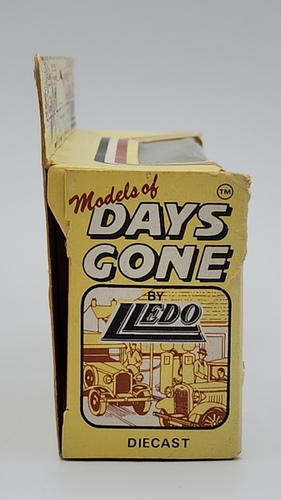 Models of
TM
DAYS
GONE
BY
LLEDO
DIECAST